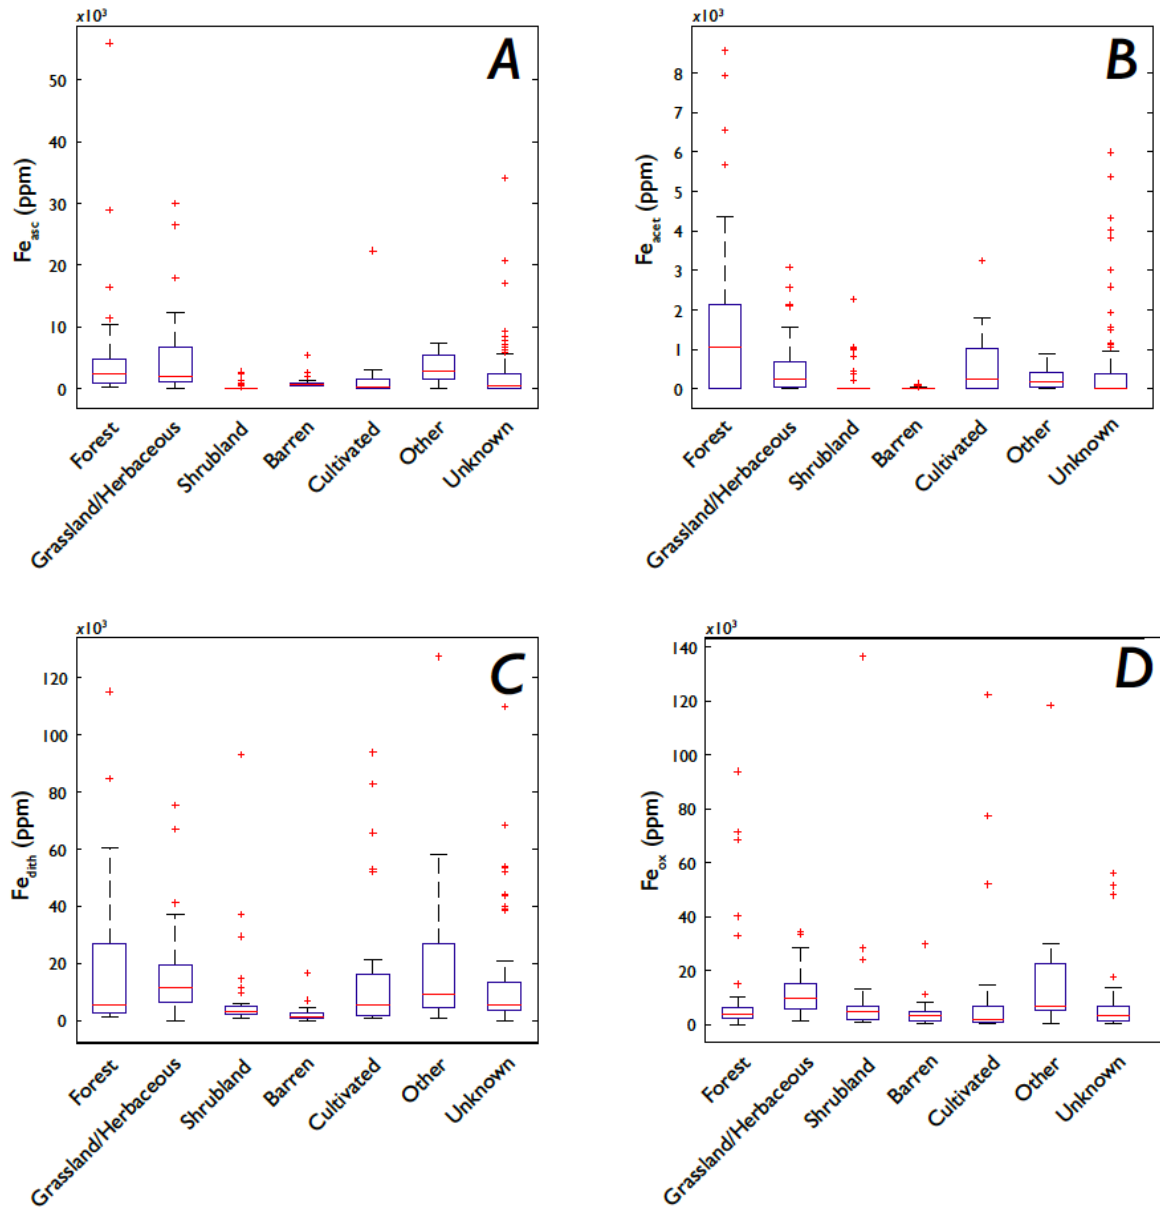 x10³
A
50
40
30
20
10
0
Fe_asc (ppm)
Forest
Grassland/Herbaceous
Shrubland
Barren
Cultivated
Other
Unknown
x10³
B
8
7
6
5
4
3
2
1
0
Fe_acet (ppm)
Forest
Grassland/Herbaceous
Shrubland
Barren
Cultivated
Other
Unknown
x10³
C
120
100
80
60
40
20
0
Fe_dith (ppm)
Forest
Grassland/Herbaceous
Shrubland
Barren
Cultivated
Other
Unknown
x10³
D
140
120
100
80
60
40
20
0
Fe_ox (ppm)
Forest
Grassland/Herbaceous
Shrubland
Barren
Cultivated
Other
Unknown